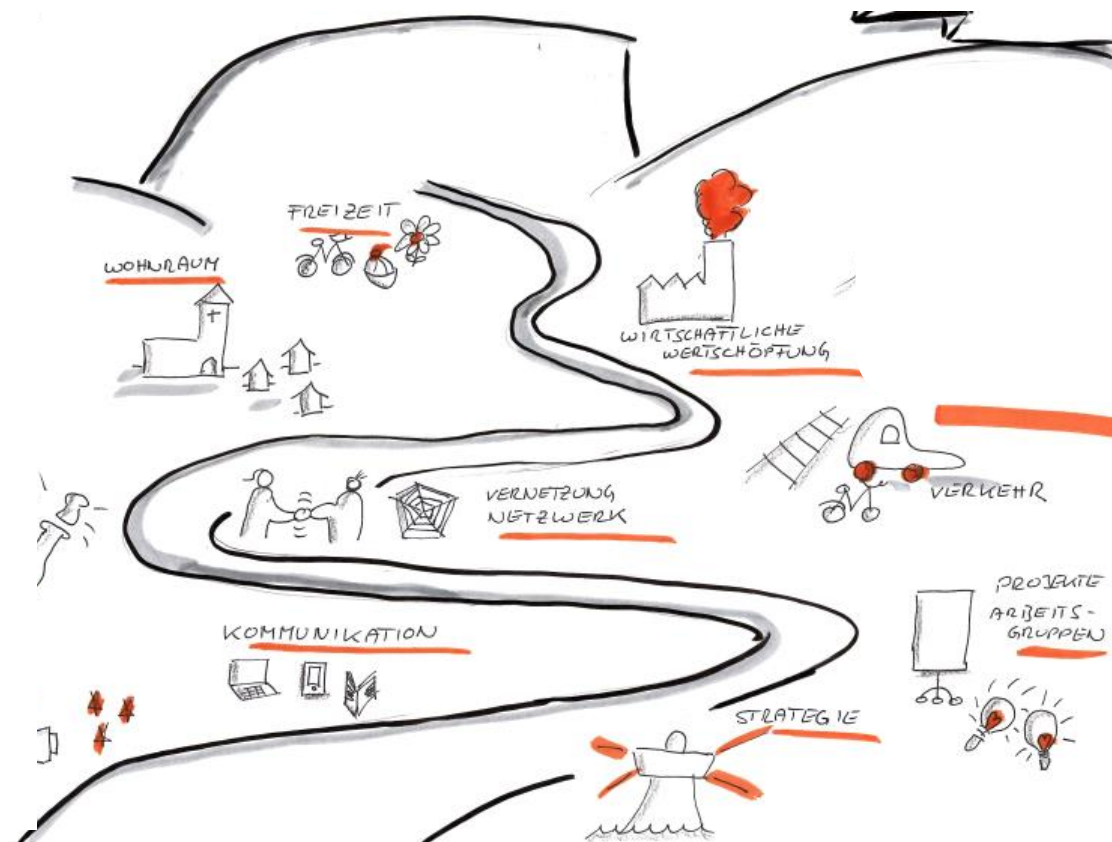 FREIZEIT
WOHNRAUM
WIRTSCHAFTLICHE
WERTSCHÖPFUNG
VERNETZUNG
NETZWERK
VERKEHR
PROJEKTE
ARBEITS-
GRUPPEN
KOMMUNIKATION
STRATEGIE